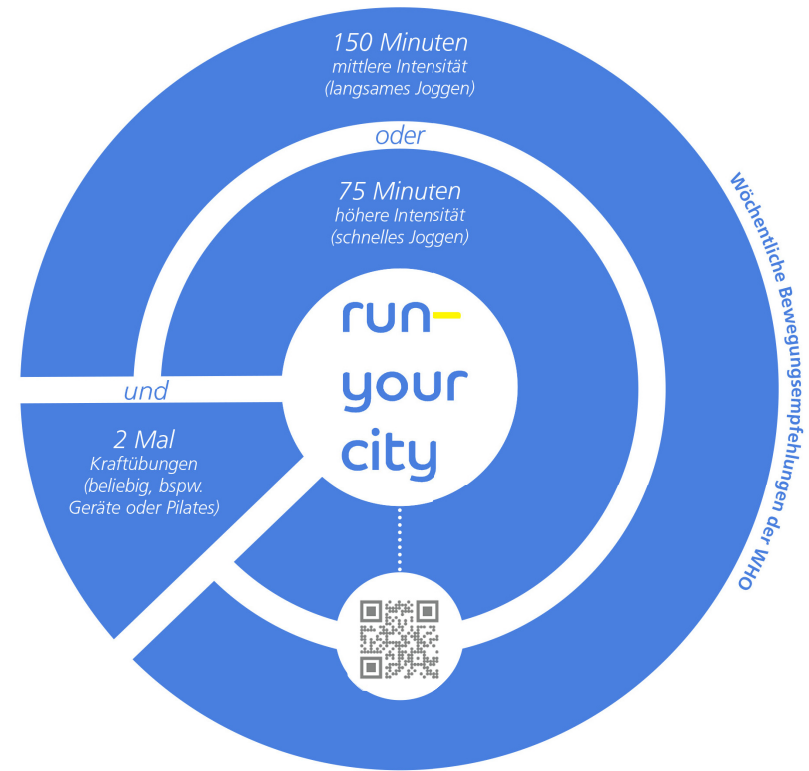 150 Minuten
mittlere Intensität
(langsames Joggen)
oder
75 Minuten
höhere Intensität
(schnelles Joggen)
run-
your
city
und
2 Mal
Kraftübungen
(beliebig, bspw.
Geräte oder Pilates)
Wöchentliche Bewegungsempfehlungen der WHO